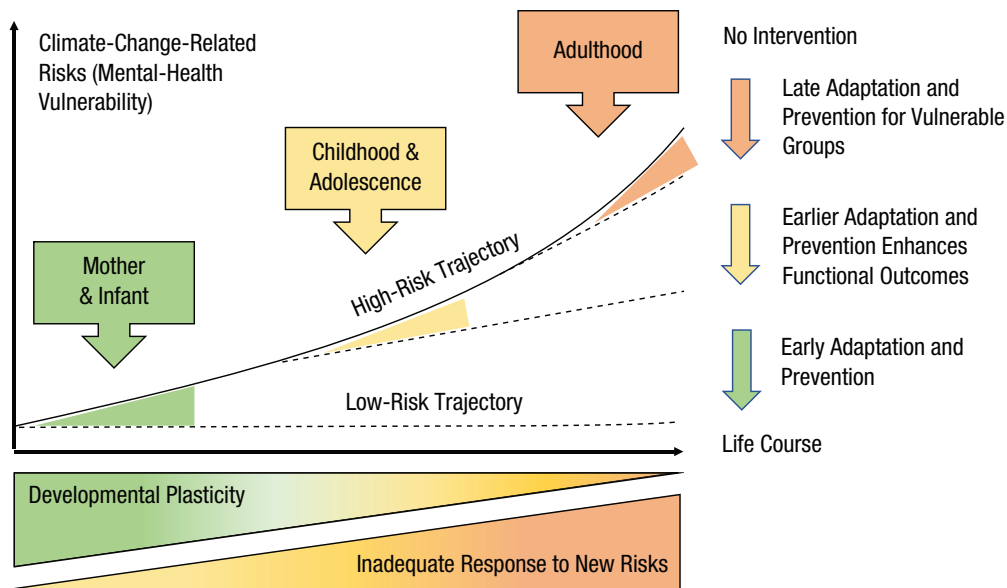 Climate-Change-Related
Risks (Mental-Health
Vulnerability)
Mother
& Infant
Childhood &
Adolescence
Adulthood
High-Risk Trajectory
Low-Risk Trajectory
No Intervention
Late Adaptation and
Prevention for Vulnerable
Groups
Earlier Adaptation and
Prevention Enhances
Functional Outcomes
Early Adaptation and
Prevention
Life Course
Developmental Plasticity
Inadequate Response to New Risks